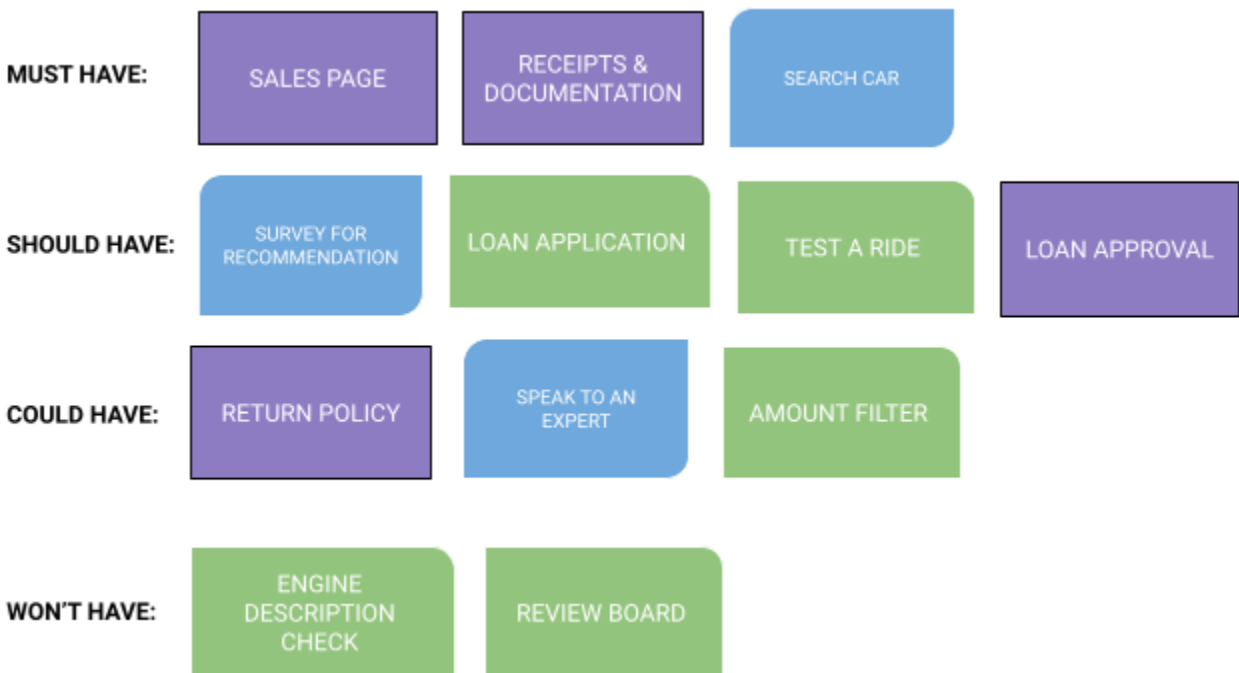 MUST HAVE:
SALES PAGE
RECEIPTS &
DOCUMENTATION
SEARCH CAR
SHOULD HAVE:
SURVEY FOR
RECOMMENDATION
LOAN APPLICATION
TEST A RIDE
LOAN APPROVAL
COULD HAVE:
RETURN POLICY
SPEAK TO AN
EXPERT
AMOUNT FILTER
WON'T HAVE:
ENGINE
DESCRIPTION
CHECK
REVIEW BOARD